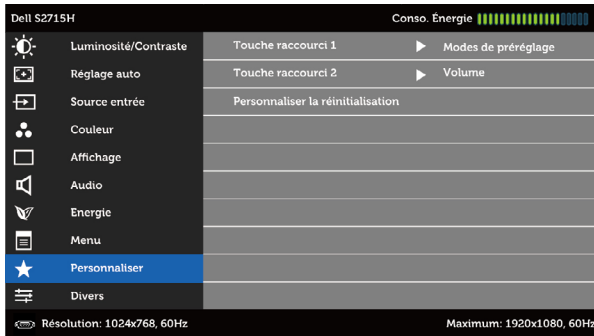 Dell S2715H Conso. Énergie
Luminosité/Contraste Touche raccourci 1 Modes de préréglage
Réglage auto Touche raccourci 2 Volume
Source entrée Personnaliser la réinitialisation
Couleur
Affichage
Audio
Energie
Menu
Personnaliser
Divers
Résolution: 1024x768, 60Hz Maximum: 1920x1080, 60Hz